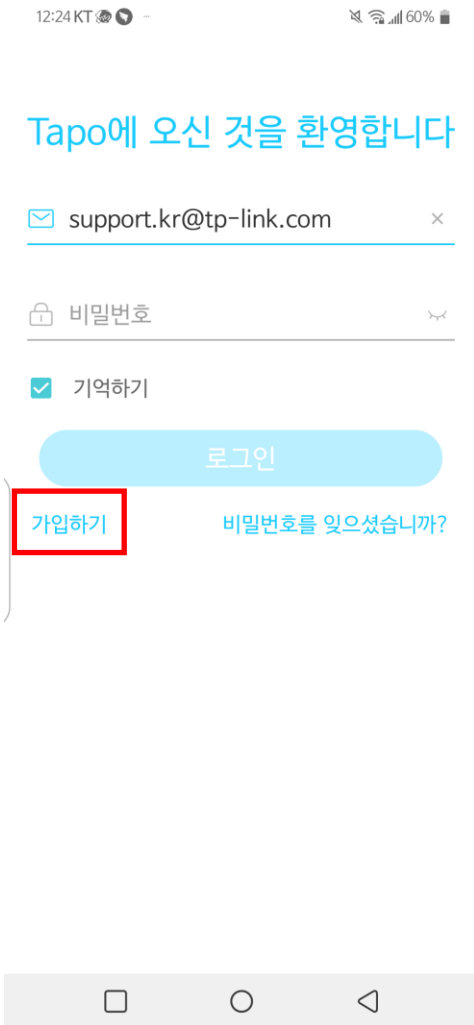 12:24 KT
60%
Tapo에 오신 것을 환영합니다
support.kr@tp-link.com
비밀번호
기억하기
로그인
가입하기
비밀번호를 잊으셨습니까?